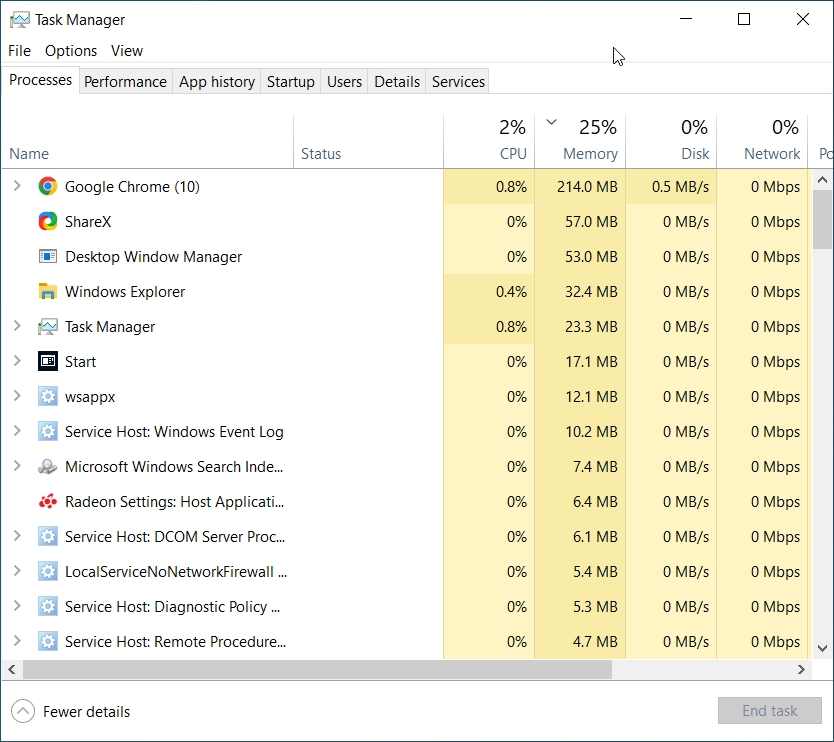 Task Manager
File Options View
Processes Performance App history Startup Users Details Services
2% 25% 0% 0%
Name Status CPU Memory Disk Network Po
Google Chrome (10) 0.8% 214.0 MB 0.5 MB/s 0 Mbps
ShareX 0% 57.0 MB 0 MB/s 0 Mbps
Desktop Window Manager 0% 53.0 MB 0 MB/s 0 Mbps
Windows Explorer 0.4% 32.4 MB 0 MB/s 0 Mbps
Task Manager 0.8% 23.3 MB 0 MB/s 0 Mbps
Start 0% 17.1 MB 0 MB/s 0 Mbps
wsappx 0% 12.1 MB 0 MB/s 0 Mbps
Service Host: Windows Event Log 0% 10.2 MB 0 MB/s 0 Mbps
Microsoft Windows Search Inde... 0% 7.4 MB 0 MB/s 0 Mbps
Radeon Settings: Host Applicati... 0% 6.4 MB 0 MB/s 0 Mbps
Service Host: DCOM Server Proc... 0% 6.1 MB 0 MB/s 0 Mbps
LocalServiceNoNetworkFirewall ... 0% 5.4 MB 0 MB/s 0 Mbps
Service Host: Diagnostic Policy ... 0% 5.3 MB 0 MB/s 0 Mbps
Service Host: Remote Procedure... 0% 4.7 MB 0 MB/s 0 Mbps
Fewer details End task